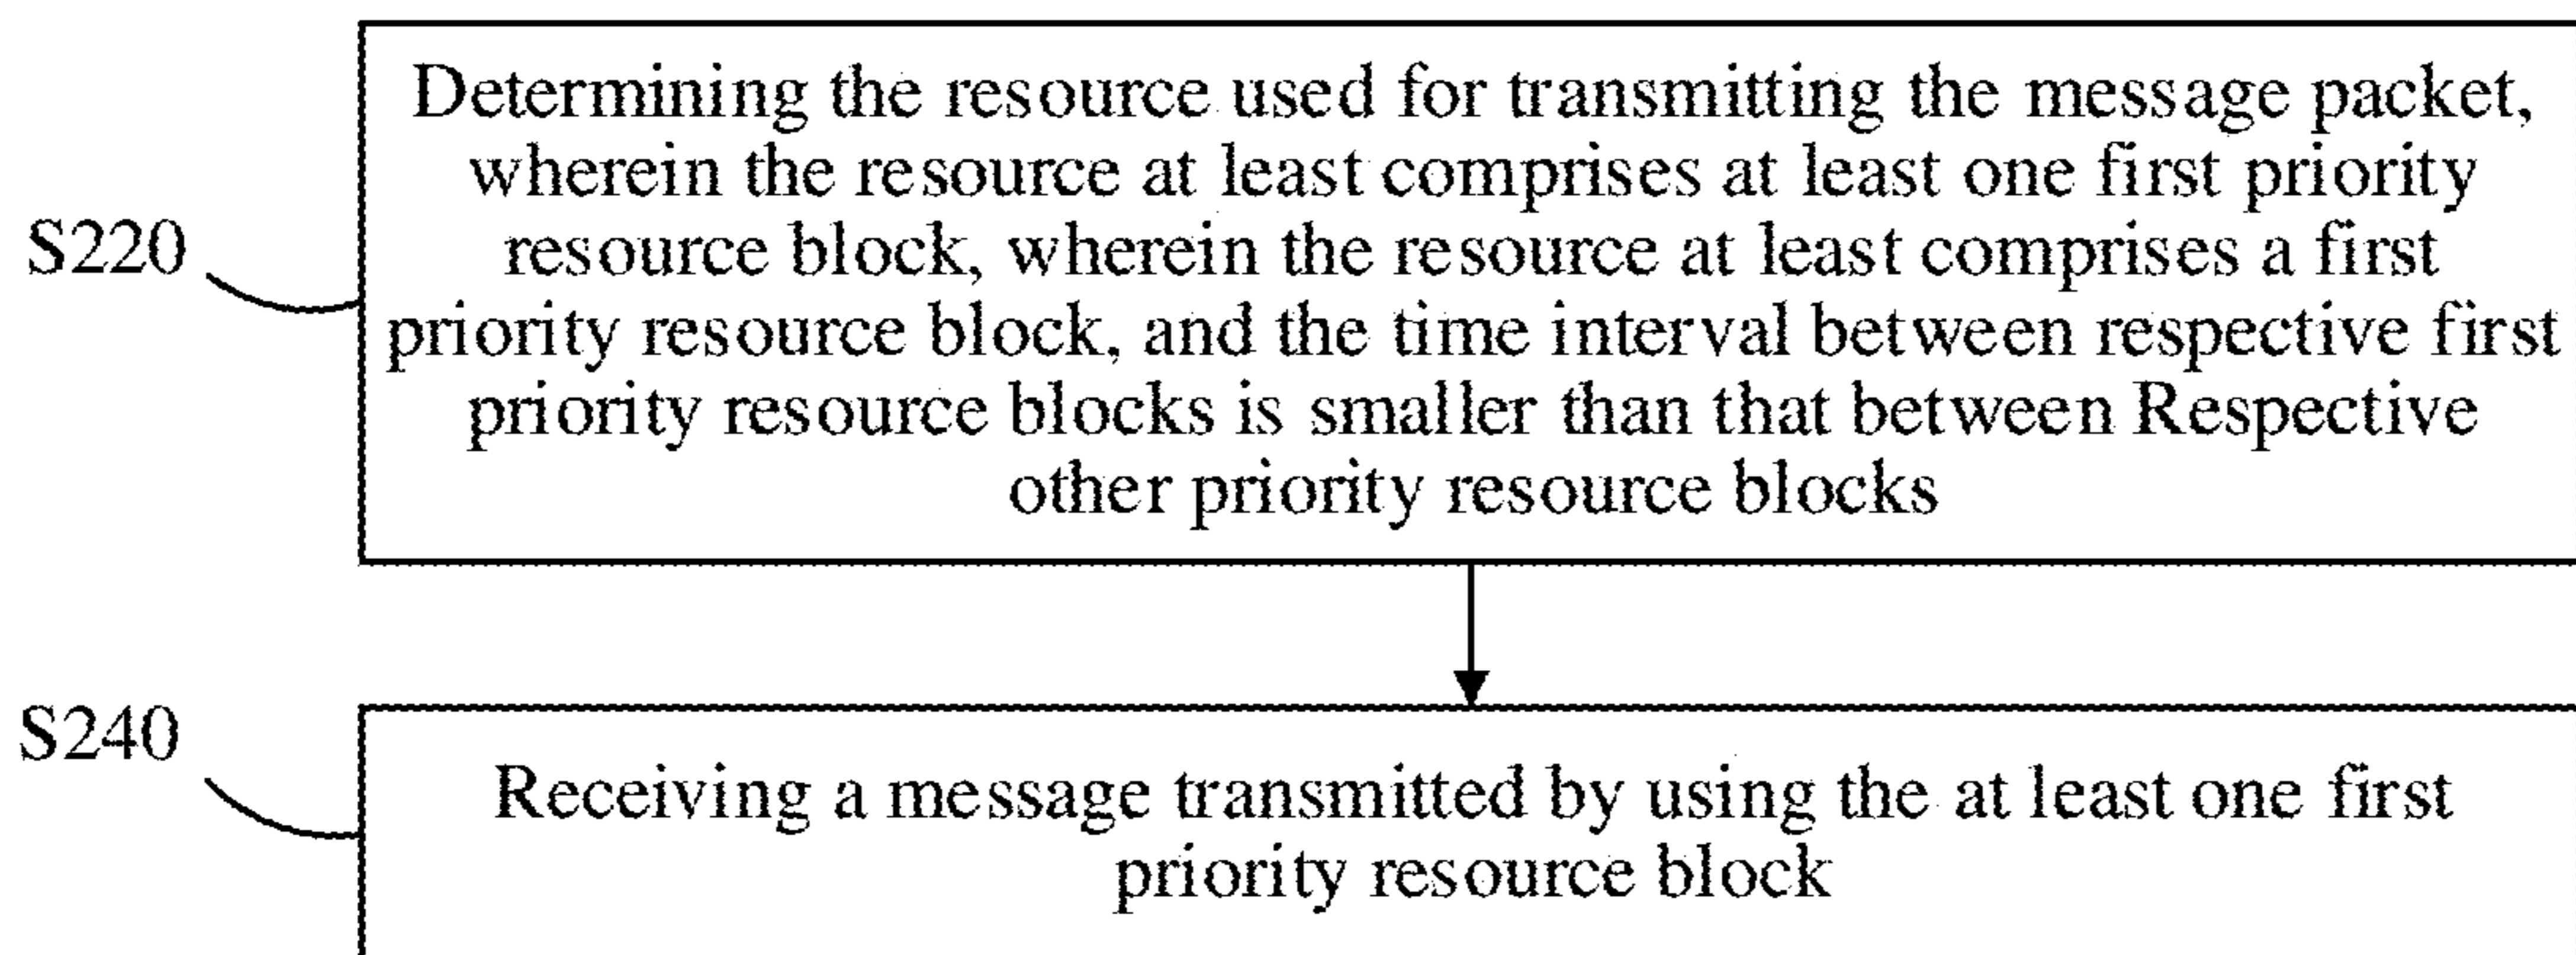 Determining the resource used for transmitting the message packet,
wherein the resource at least comprises at least one first priority
S220
resource block, wherein the resource at least comprises a first
priority resource block, and the time interval between respective first
priority resource blocks is smaller than that between Respective
other priority resource blocks
S240
Receiving a message transmitted by using the at least one first
priority resource block